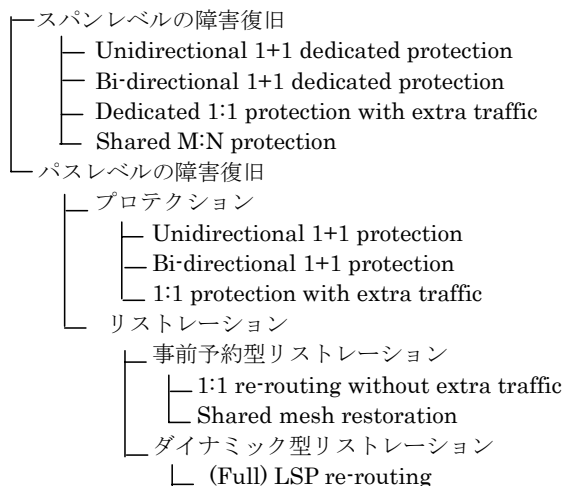 スパンレベルの障害復旧
Unidirectional 1+1 dedicated protection
Bi-directional 1+1 dedicated protection
Dedicated 1:1 protection with extra traffic
Shared M:N protection
パスレベルの障害復旧
プロテクション
Unidirectional 1+1 protection
Bi-directional 1+1 protection
1:1 protection with extra traffic
リストレーション
事前予約型リストレーション
1:1 re-routing without extra traffic
Shared mesh restoration
ダイナミック型リストレーション
(Full) LSP re-routing